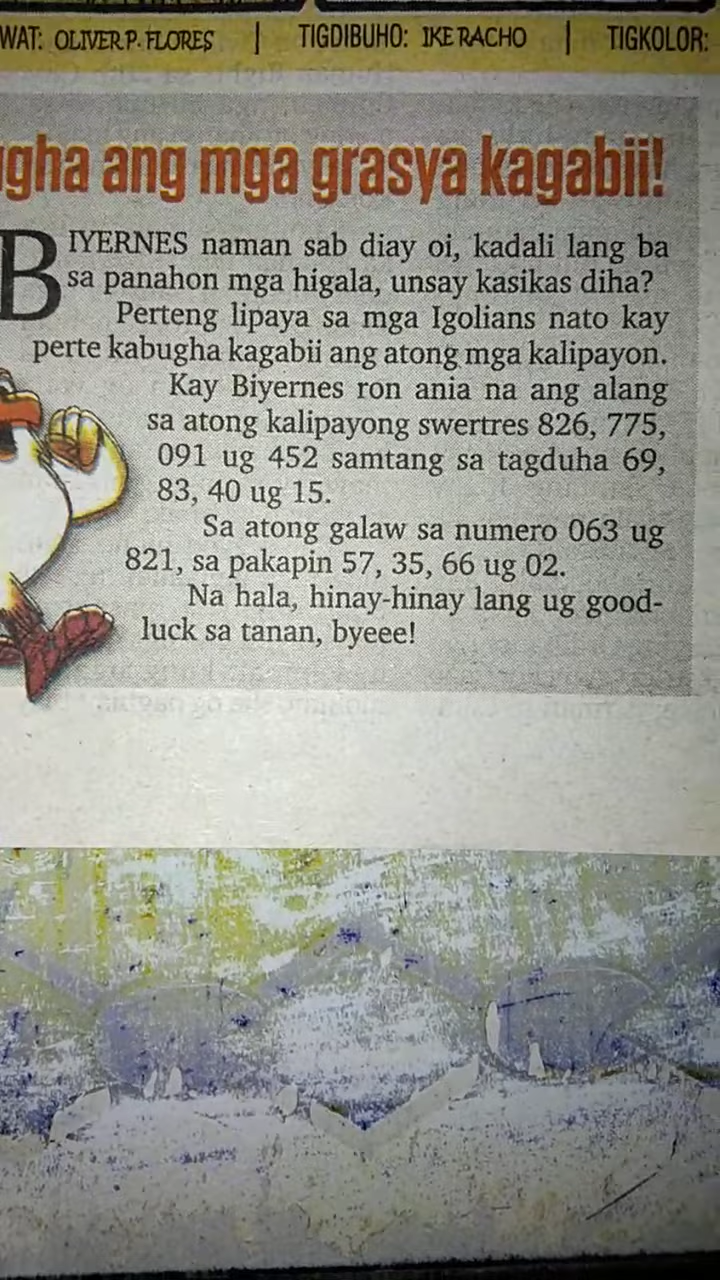 WAT: OLIVER P. FLORES | TIGDIBUHO: IKE RACHO | TIGKOLOR:
ugha ang mga grasya kagabii!
BIYERNES naman sab diay oi, kadali lang ba
sa panahon mga higala, unsay kasikas diha?
Perteng lipaya sa mga Igolians nato kay
perte kabugha kagabii ang atong mga kalipayon.
Kay Biyernes ron ania na ang alang
sa atong kalipayong swertres 826, 775,
091 ug 452 samtang sa tagduha 69,
83, 40 ug 15.
Sa atong galaw sa numero 063 ug
821, sa pakapin 57, 35, 66 ug 02.
Na hala, hinay-hinay lang ug good-
luck sa tanan, byeee!